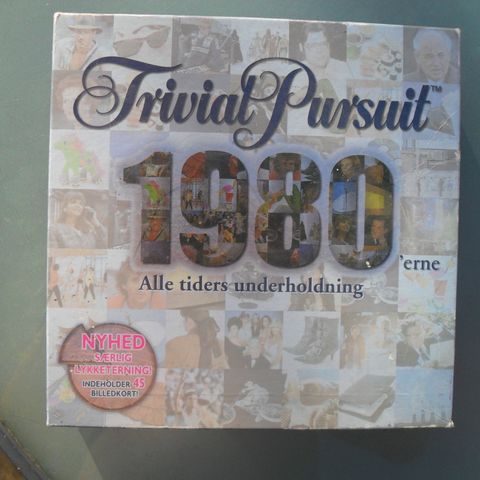 Trivial Pursuit™
1980'erne
Alle tiders underholdning
NYHED
SÆRLIG
LYKKETERNING!
INDEHOLDER 45
BILLEDKORT!